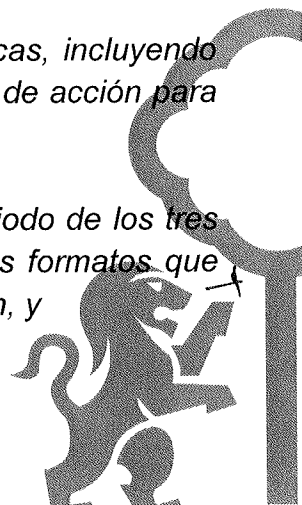 cas, incluyendo
de acción para
iodo de los tres
s formatos que
n, y